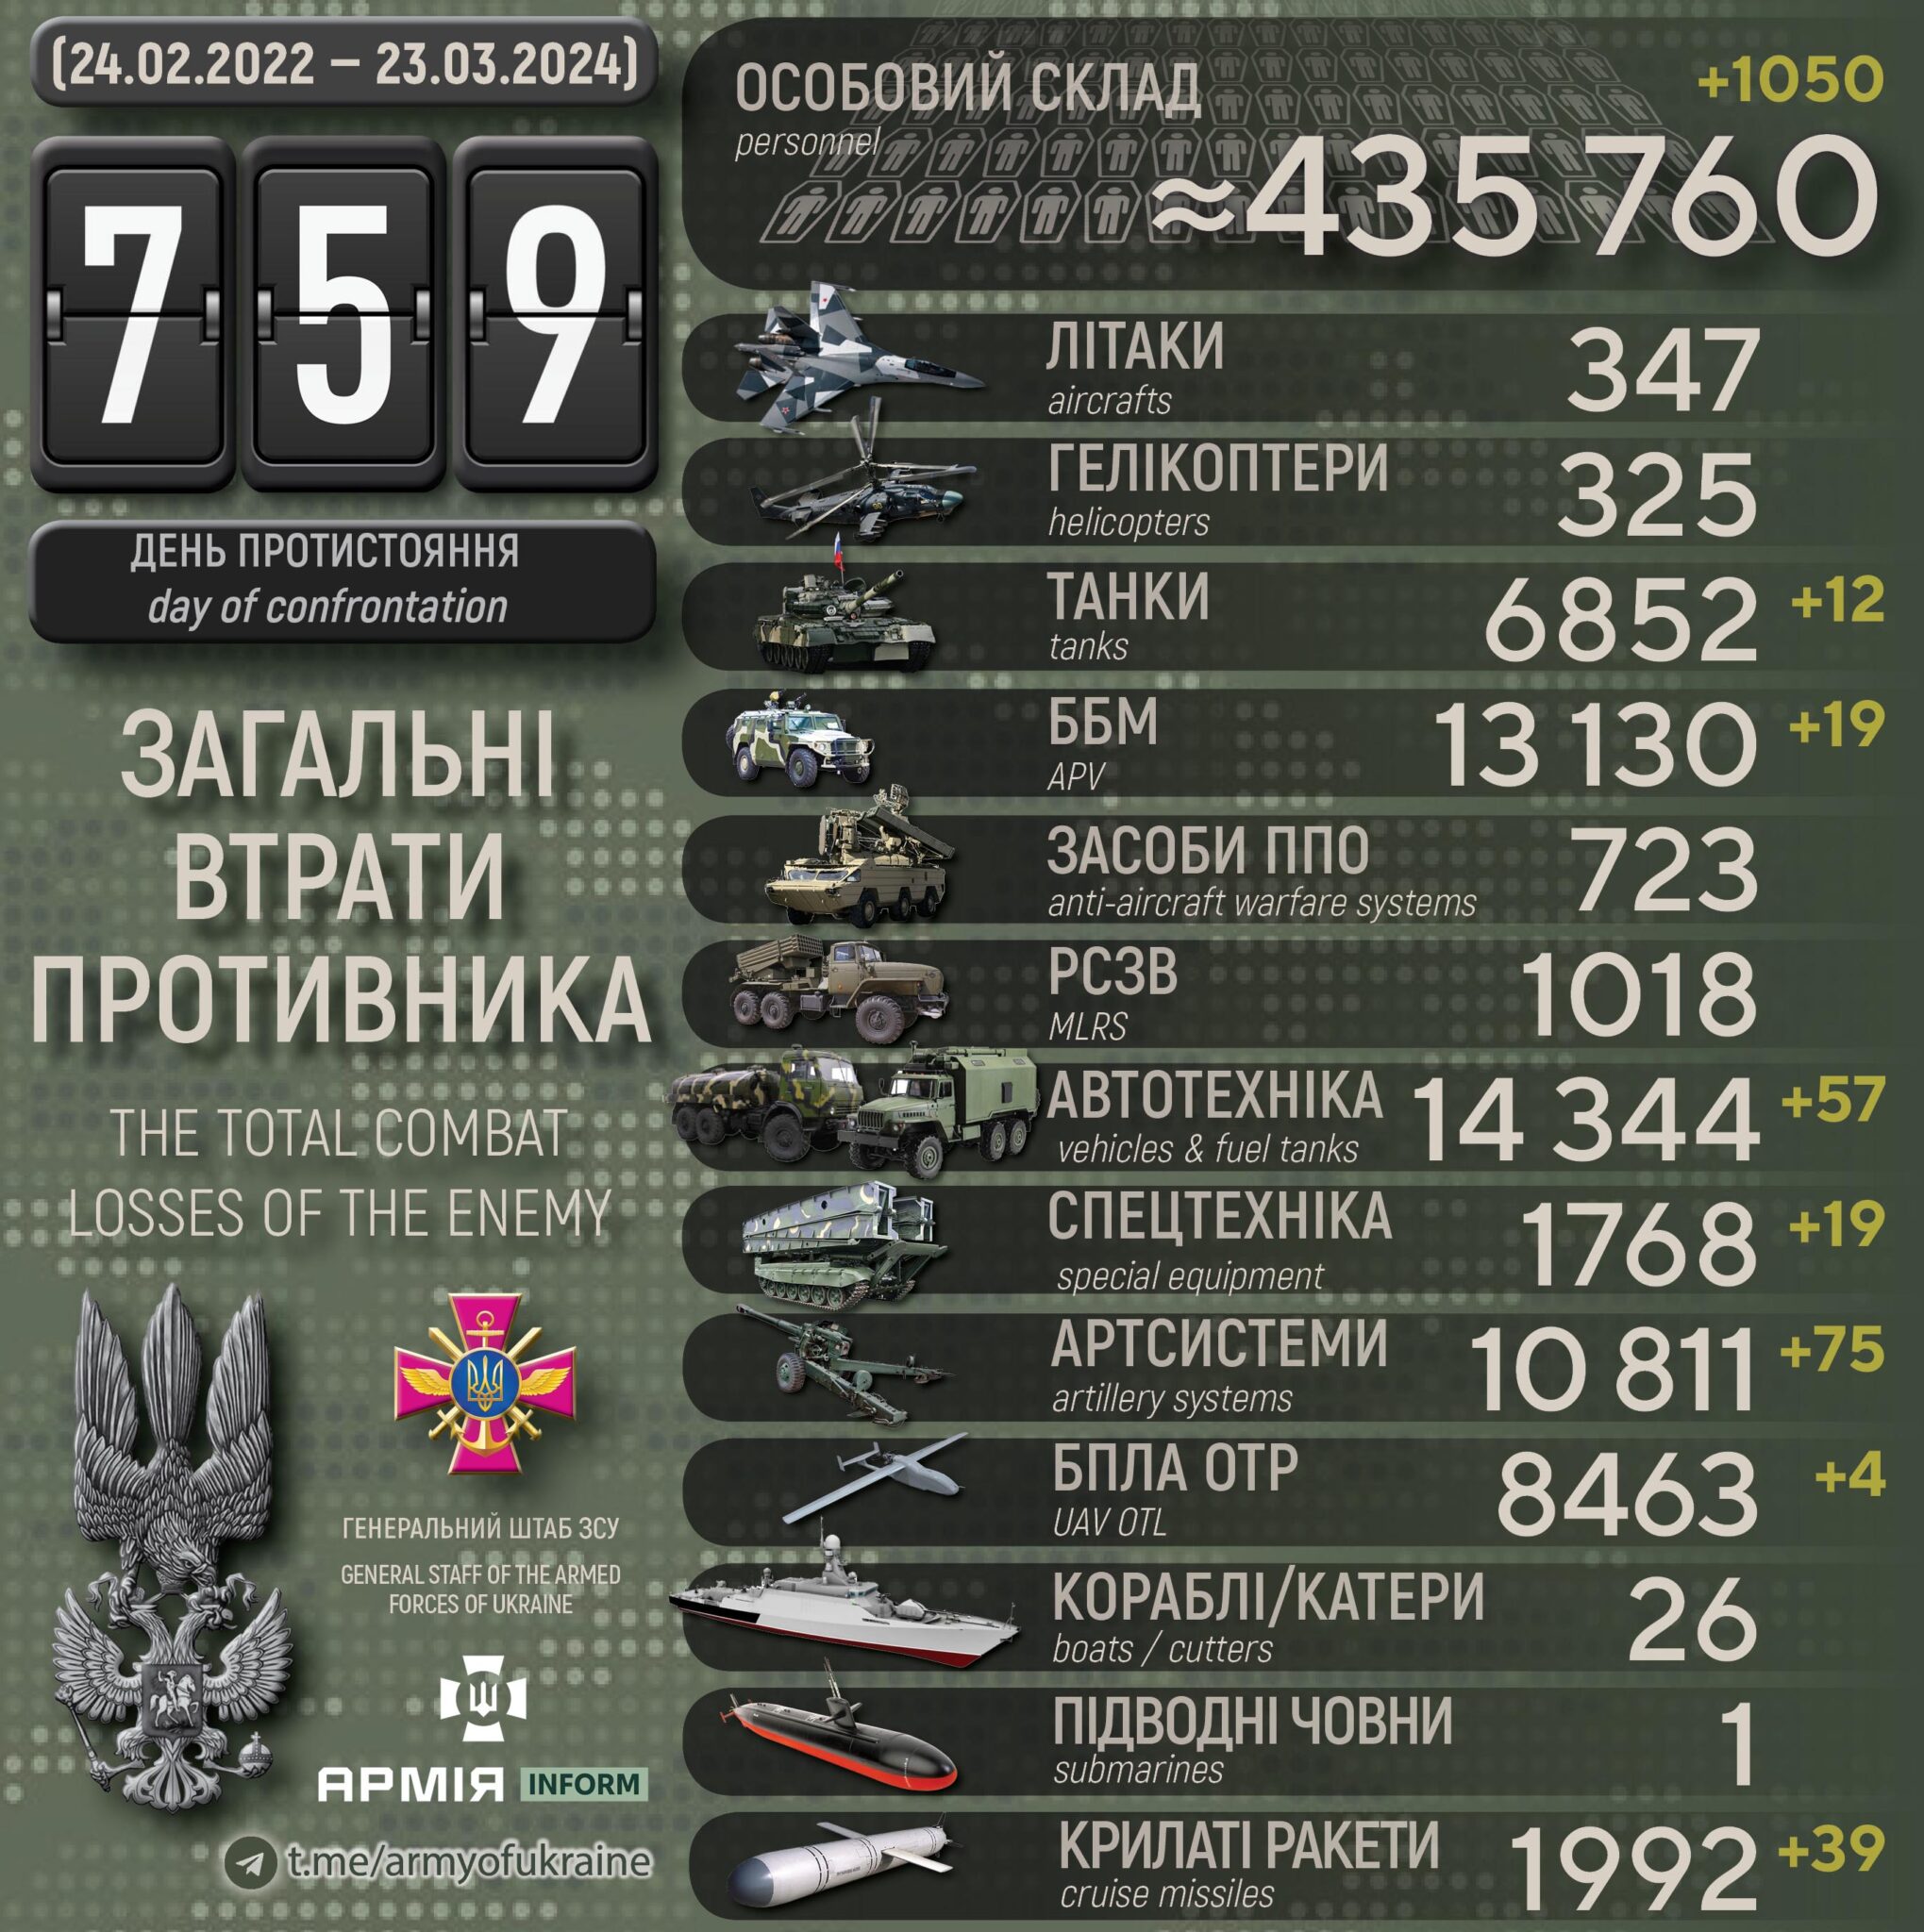 (24.02.2022 – 23.03.2024)
759
ДЕНЬ ПРОТИСТОЯННЯ
day of confrontation
ЗАГАЛЬНІ
ВТРАТИ
ПРОТИВНИКА
THE TOTAL COMBAT
LOSSES OF THE ENEMY
ГЕНЕРАЛЬНИЙ ШТАБ ЗСУ
GENERAL STAFF OF THE ARMED
FORCES OF UKRAINE
АРМІЯ INFORM
t.me/armyofukraine
ОСОБОВИЙ СКЛАД +1050
personnel
≈435 760
ЛІТАКИ 347
aircrafts
ГЕЛІКОПТЕРИ 325
helicopters
ТАНКИ 6852 +12
tanks
ББМ 13 130 +19
APV
ЗАСОБИ ППО 723
anti-aircraft warfare systems
РСЗВ 1018
MLRS
АВТОТЕХНІКА 14 344 +57
vehicles & fuel tanks
СПЕЦТЕХНІКА 1768 +19
special equipment
АРТСИСТЕМИ 10 811 +75
artillery systems
БПЛА ОТР 8463 +4
UAV OTL
КОРАБЛІ/КАТЕРИ 26
boats / cutters
ПІДВОДНІ ЧОВНИ 1
submarines
КРИЛАТІ РАКЕТИ 1992 +39
cruise missiles